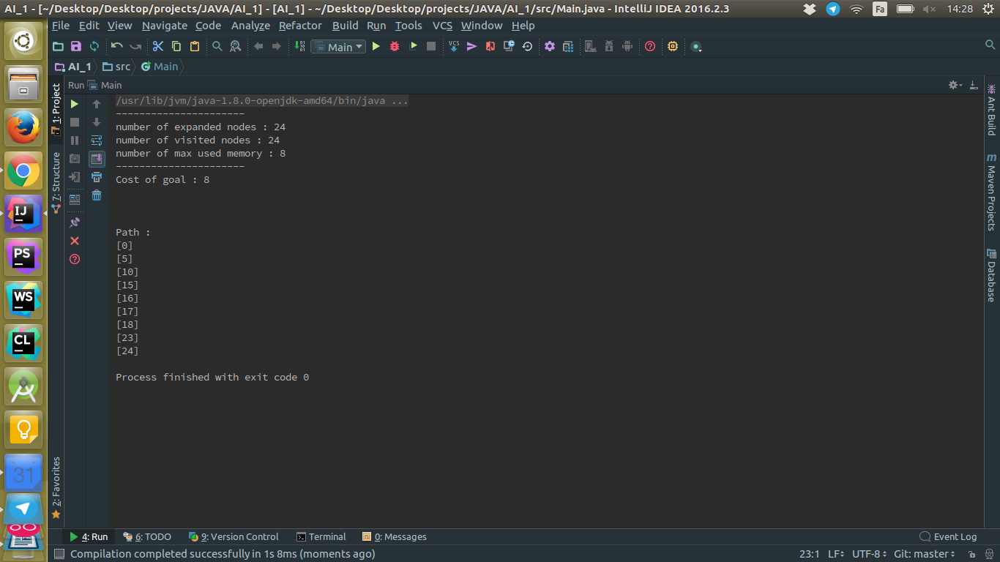 AI_1 - [~/Desktop/Desktop/projects/JAVA/AI_1] - [AI_1] - ~/Desktop/Desktop/projects/JAVA/AI_1/src/Main.java - IntelliJ IDEA 2016.2.3
Fa
14:28
File Edit View Navigate Code Analyze Refactor Build Run Tools VCS Window Help
Main
VCS
AI_1 src Main
Run Main
/usr/lib/jvm/java-1.8.0-openjdk-amd64/bin/java ...
----------------------
number of expanded nodes : 24
number of visited nodes : 24
number of max used memory : 8
----------------------
Cost of goal : 8
Path :
[0]
[5]
[10]
[15]
[16]
[17]
[18]
[23]
[24]
Process finished with exit code 0
1: Project
7: Structure
2: Favorites
Ant Build
m Maven Projects
Database
IJ
PS
WS
CL
31
4: Run 6: TODO 9: Version Control Terminal 0: Messages Event Log
Compilation completed successfully in 1s 8ms (moments ago) 23:1 LF UTF-8 Git: master